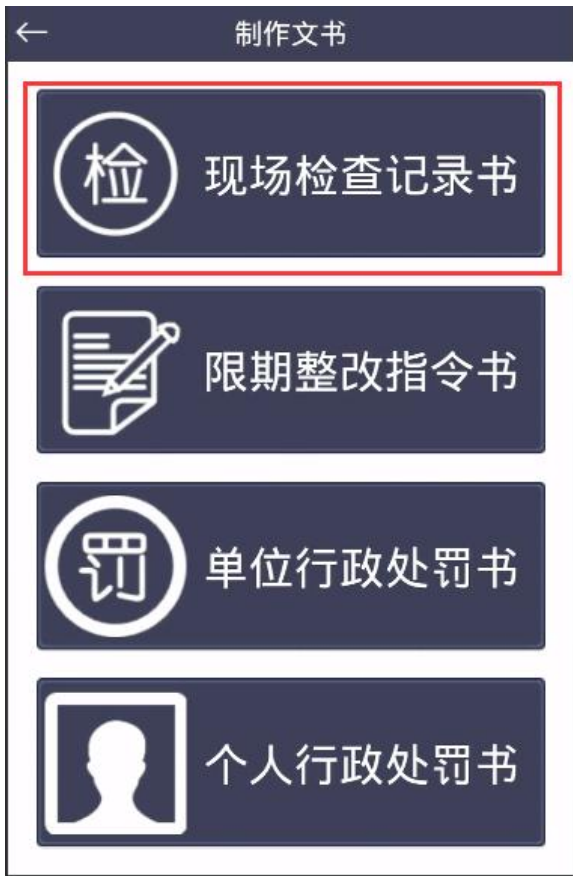 制作文书
检
现场检查记录书
限期整改指令书
罚
单位行政处罚书
个人行政处罚书